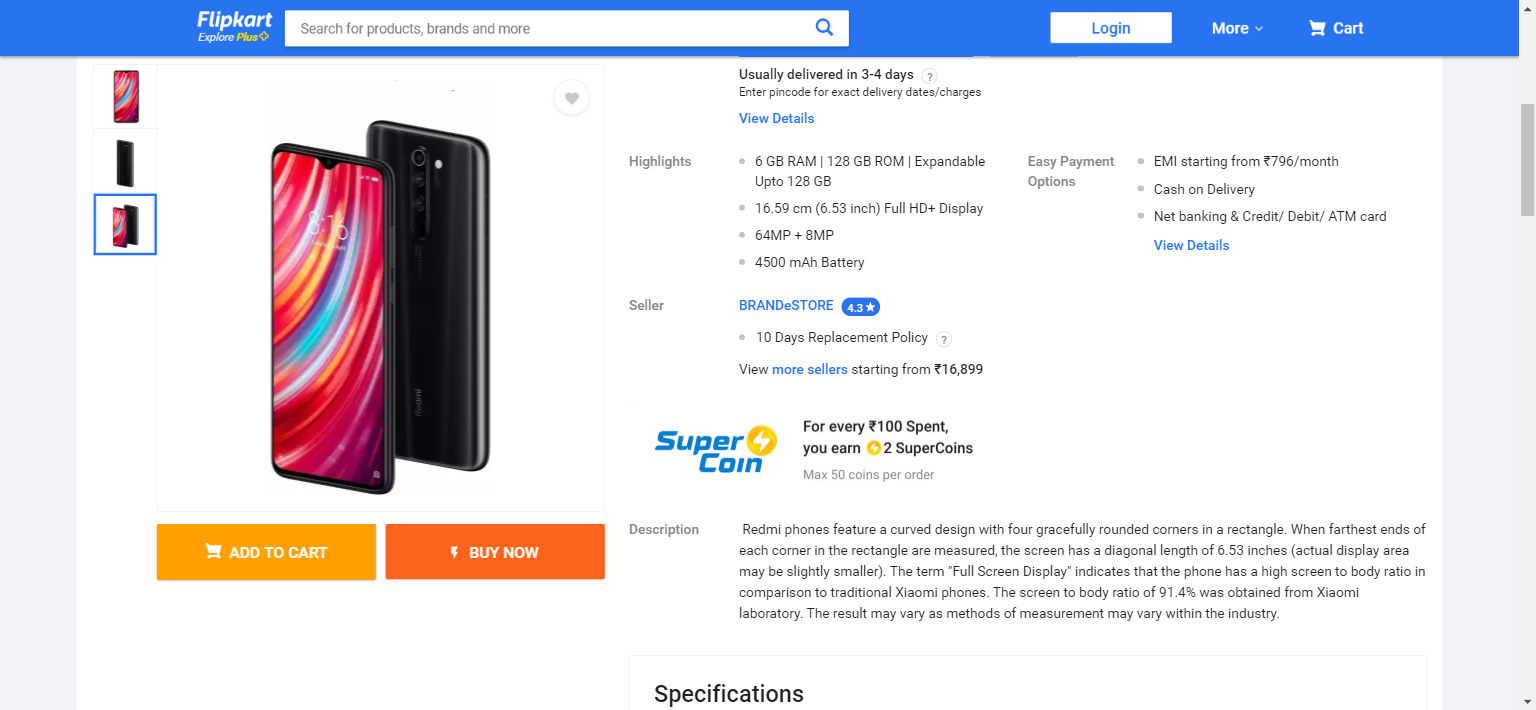 Flipkart
Explore Plus
Search for products, brands and more
Login
More
Cart
Usually delivered in 3-4 days ?
Enter pincode for exact delivery dates/charges
View Details
Highlights
6 GB RAM | 128 GB ROM | Expandable
Upto 128 GB
16.59 cm (6.53 inch) Full HD+ Display
64MP + 8MP
4500 mAh Battery
Easy Payment
Options
EMI starting from ₹796/month
Cash on Delivery
Net banking & Credit/ Debit/ ATM card
View Details
Seller
BRANDeSTORE 4.3★
10 Days Replacement Policy ?
View more sellers starting from ₹16,899
8:16
Redmi
Super
Coin
For every ₹100 Spent,
you earn 2 SuperCoins
Max 50 coins per order
ADD TO CART
BUY NOW
Description
Redmi phones feature a curved design with four gracefully rounded corners in a rectangle. When farthest ends of
each corner in the rectangle are measured, the screen has a diagonal length of 6.53 inches (actual display area
may be slightly smaller). The term "Full Screen Display" indicates that the phone has a high screen to body ratio in
comparison to traditional Xiaomi phones. The screen to body ratio of 91.4% was obtained from Xiaomi
laboratory. The result may vary as methods of measurement may vary within the industry.
Specifications